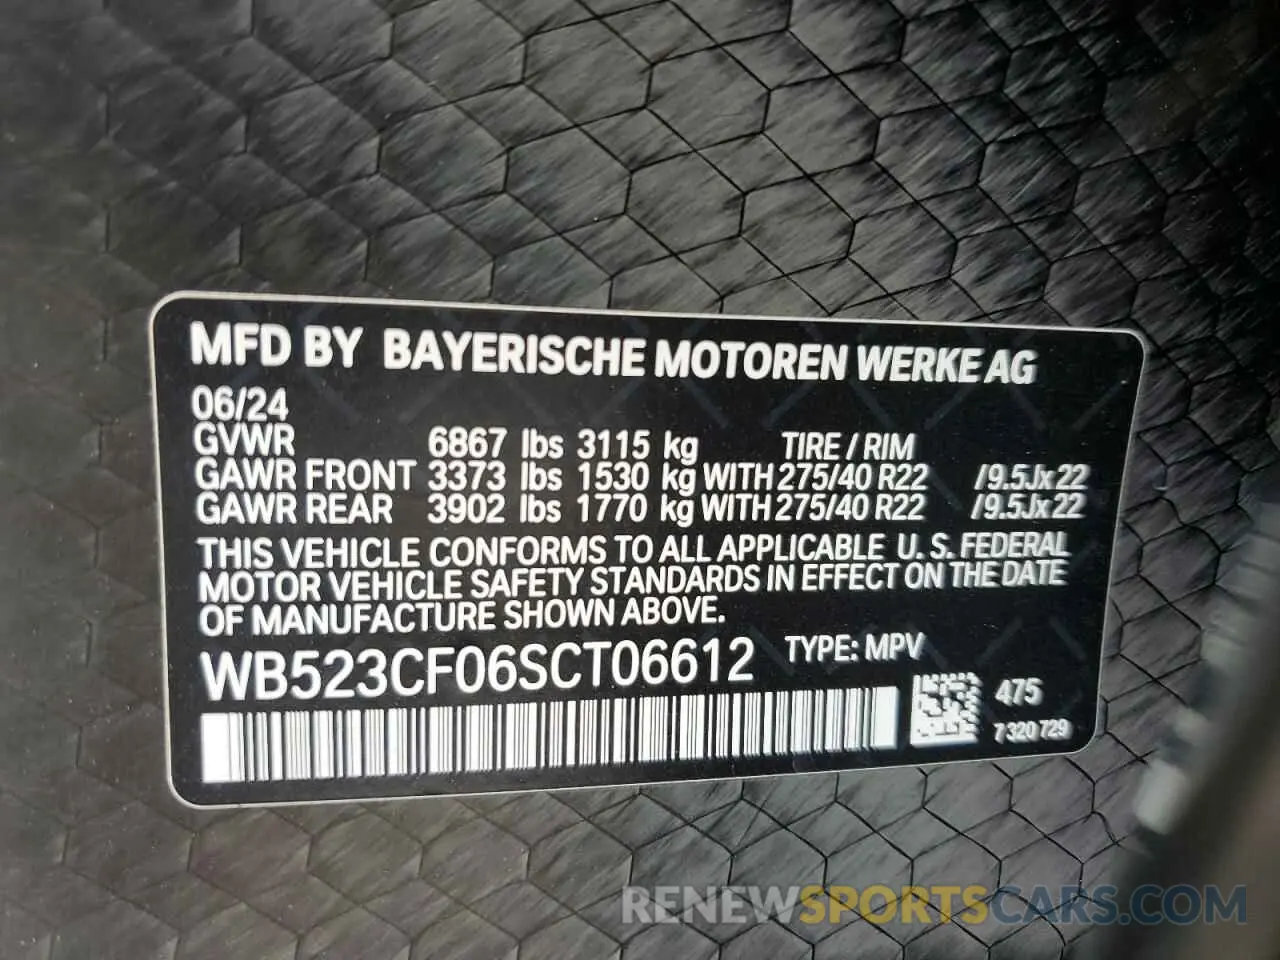 MFD BY BAYERISCHE MOTOREN WERKE AG
06/24
GVWR 6867 lbs 3115 kg TIRE / RIM
GAWR FRONT 3373 lbs 1530 kg WITH 275/40 R22 /9.5Jx22
GAWR REAR 3902 lbs 1770 kg WITH 275/40 R22 /9.5Jx22
THIS VEHICLE CONFORMS TO ALL APPLICABLE U.S. FEDERAL
MOTOR VEHICLE SAFETY STANDARDS IN EFFECT ON THE DATE
OF MANUFACTURE SHOWN ABOVE.
WB523CF06SCT06612 TYPE: MPV
475
7 320 729
RENEWSPORTSCARS.COM